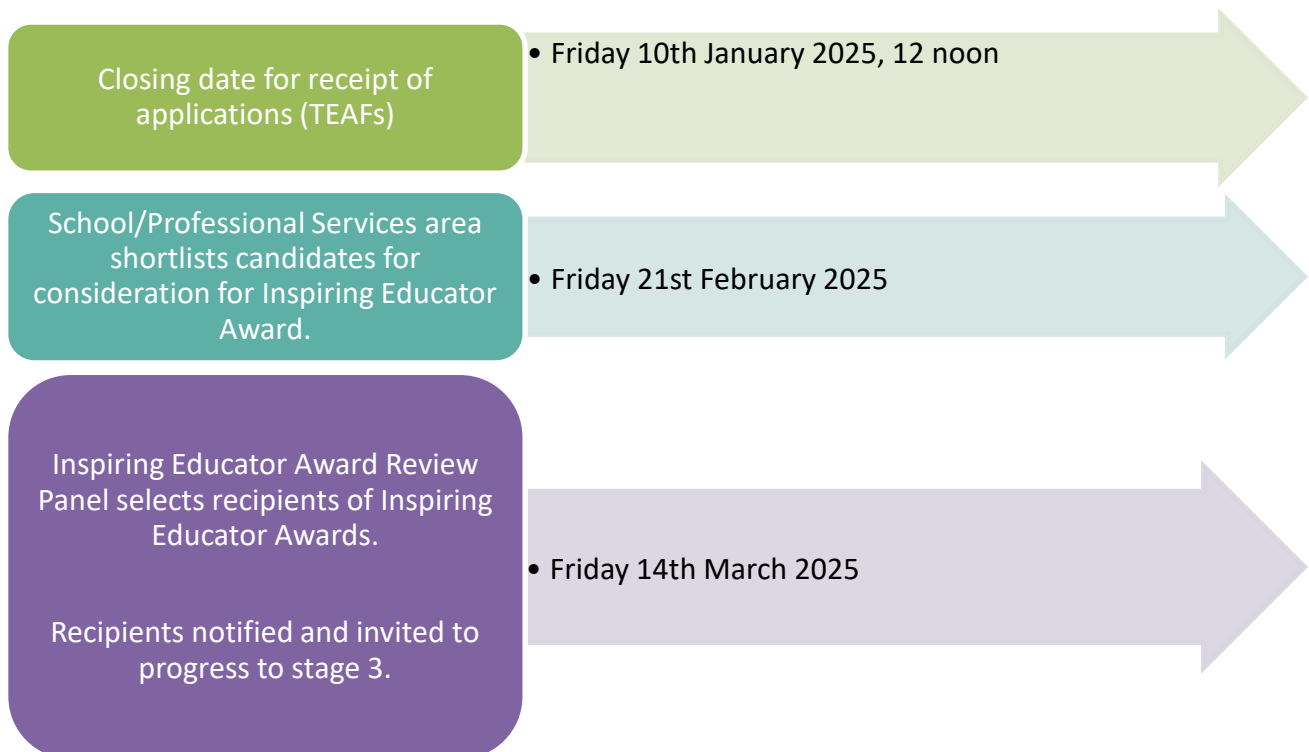 Closing date for receipt of
applications (TEAFs)
• Friday 10th January 2025, 12 noon
School/Professional Services area
shortlists candidates for
consideration for Inspiring Educator
Award.
• Friday 21st February 2025
Inspiring Educator Award Review
Panel selects recipients of Inspiring
Educator Awards.
Recipients notified and invited to
progress to stage 3.
• Friday 14th March 2025